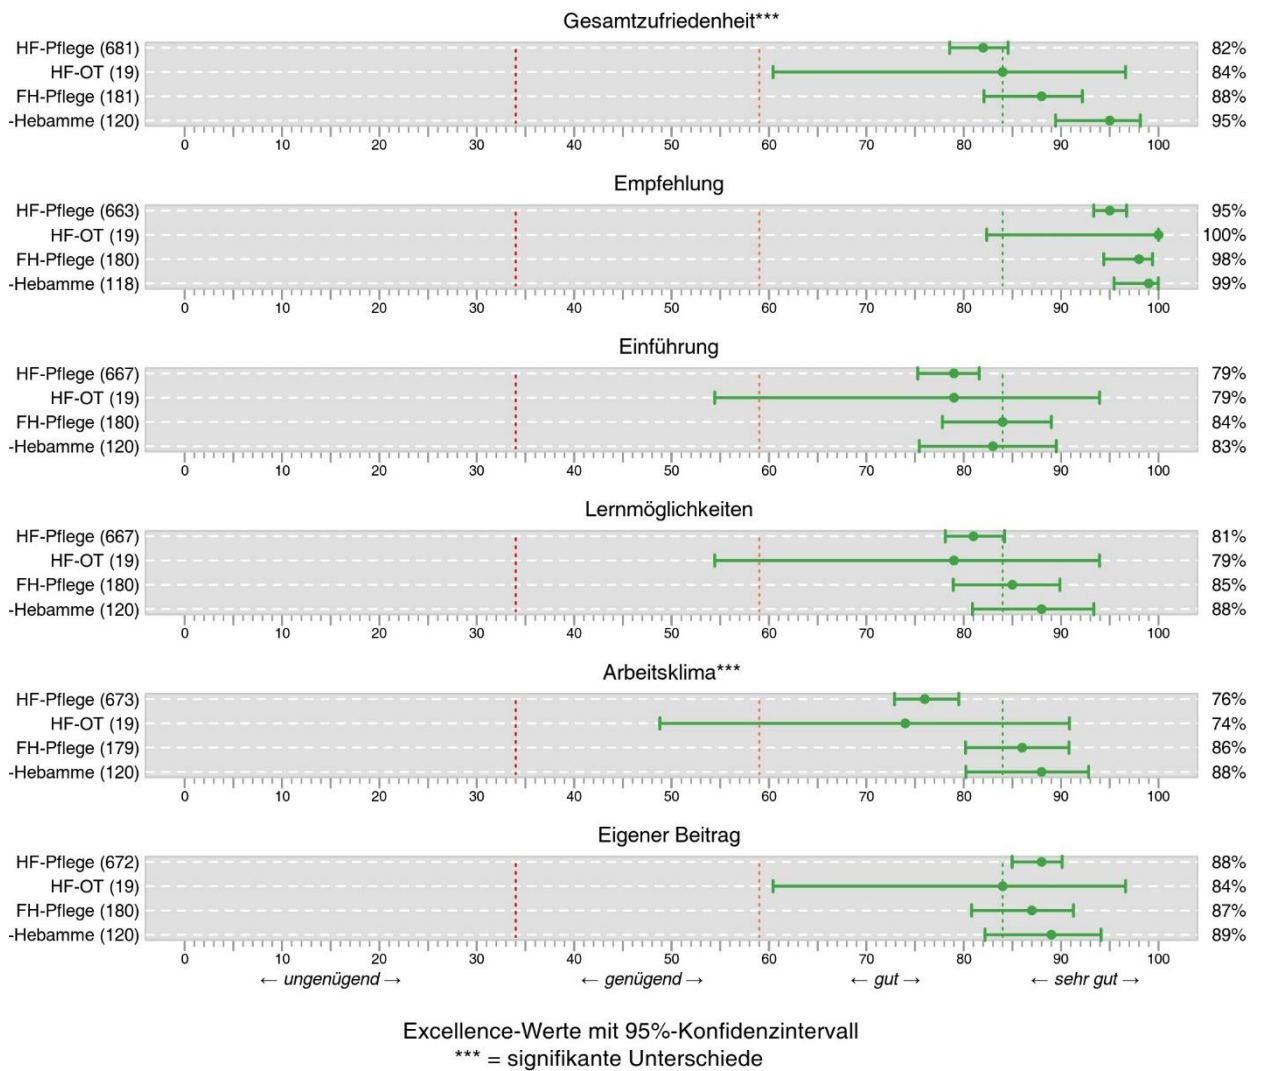 Gesamtzufriedenheit***
HF-Pflege (681) 82%
HF-OT (19) 84%
FH-Pflege (181) 88%
-Hebamme (120) 95%
0 10 20 30 40 50 60 70 80 90 100
Empfehlung
HF-Pflege (663) 95%
HF-OT (19) 100%
FH-Pflege (180) 98%
-Hebamme (118) 99%
0 10 20 30 40 50 60 70 80 90 100
Einführung
HF-Pflege (667) 79%
HF-OT (19) 79%
FH-Pflege (180) 84%
-Hebamme (120) 83%
0 10 20 30 40 50 60 70 80 90 100
Lernmöglichkeiten
HF-Pflege (667) 81%
HF-OT (19) 79%
FH-Pflege (180) 85%
-Hebamme (120) 88%
0 10 20 30 40 50 60 70 80 90 100
Arbeitsklima***
HF-Pflege (673) 76%
HF-OT (19) 74%
FH-Pflege (179) 86%
-Hebamme (120) 88%
0 10 20 30 40 50 60 70 80 90 100
Eigener Beitrag
HF-Pflege (672) 88%
HF-OT (19) 84%
FH-Pflege (180) 87%
-Hebamme (120) 89%
0 10 20 30 40 50 60 70 80 90 100
← ungenügend → ← genügend → ← gut → ← sehr gut →
Excellence-Werte mit 95%-Konfidenzintervall
*** = signifikante Unterschiede